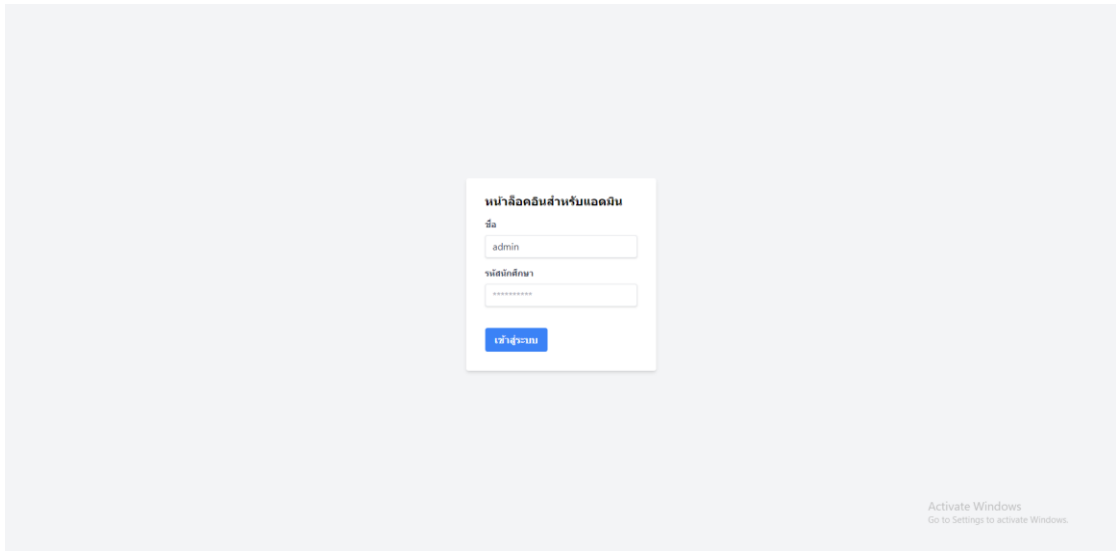 หน้าล็อคอินสำหรับแอดมิน
ชื่อ
admin
รหัสนักศึกษา
**********
เข้าสู่ระบบ
Activate Windows
Go to Settings to activate Windows.